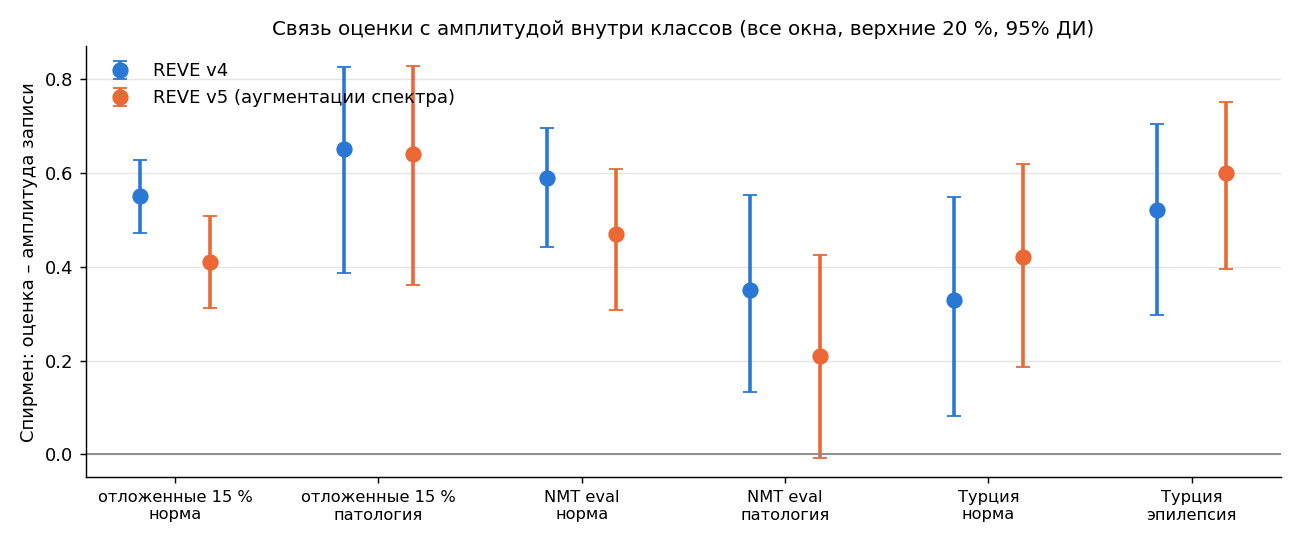 Связь оценки с амплитудой внутри классов (все окна, верхние 20 %, 95% ДИ)
REVE v4
REVE v5 (аугментации спектра)
Спирмен: оценка – амплитуда записи
0.8
0.6
0.4
0.2
0.0
отложенные 15 %
норма
отложенные 15 %
патология
NMT eval
норма
NMT eval
патология
Турция
норма
Турция
эпилепсия